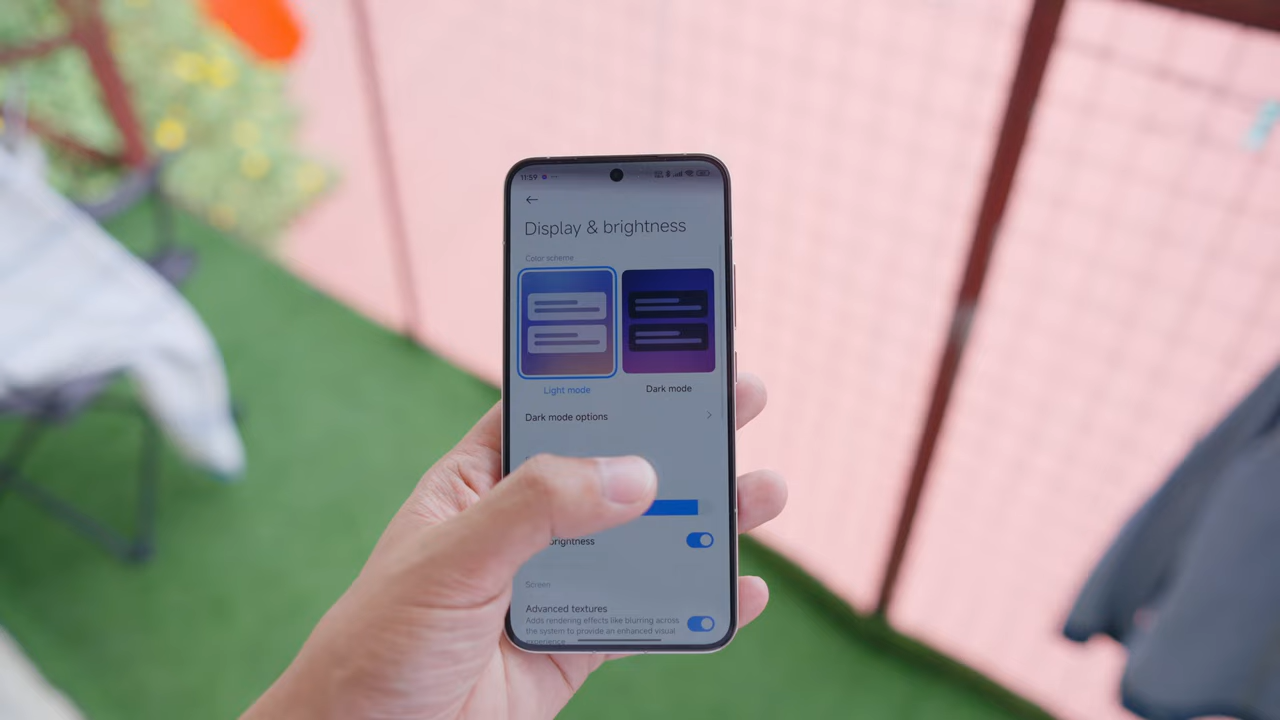 11:59
Display & brightness
Color scheme
Light mode
Dark mode
Dark mode options
brightness
Screen
Advanced textures
Adds rendering effects like blurring across
the system to provide an enhanced visual
experience